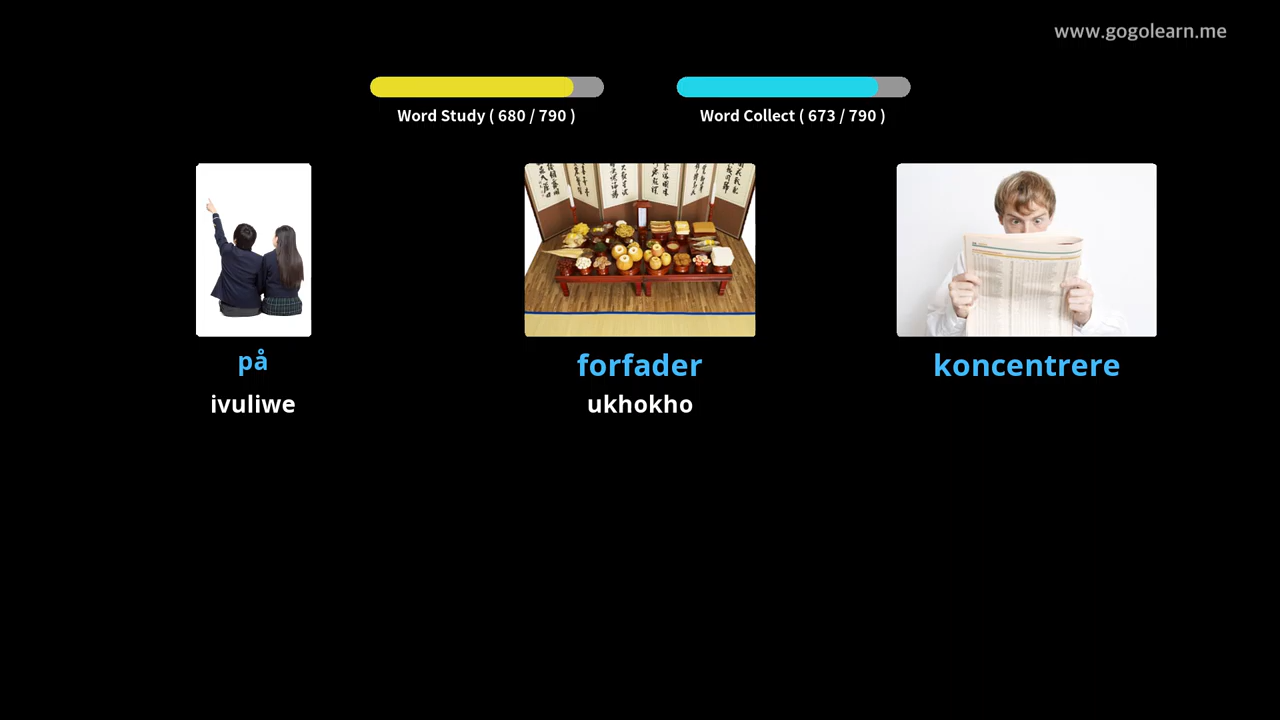 www.gogolearn.me
Word Study ( 680 / 790 )
Word Collect ( 673 / 790 )
på
forfader
koncentrere
ivuliwe
ukhokho